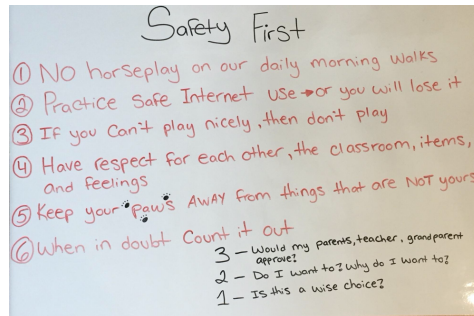 Safety First
① No horseplay on our daily morning walks
② Practice Safe Internet use → or you will lose it
③ If you can't play nicely, then don't play
④ Have respect for each other, the classroom, items,
and feelings
⑤ Keep your "paws" AWAY from things that are NOT yours
⑥ When in doubt Count it out
3 – Would my parents, teacher, grandparent
approve?
2 – Do I want to? Why do I want to?
1 – Is this a wise choice?